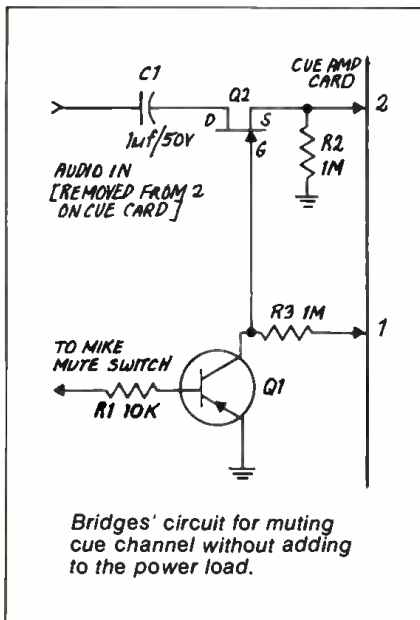 C1
1uf/50V
Q2
D
S
G
CUE AMP
CARD
2
R2
1M
AUDIO IN
[REMOVED FROM 2
ON CUE CARD]
R3 1M
1
TO MIKE
MUTE SWITCH
R1 10K
Q1
Bridges' circuit for muting
cue channel without adding
to the power load.